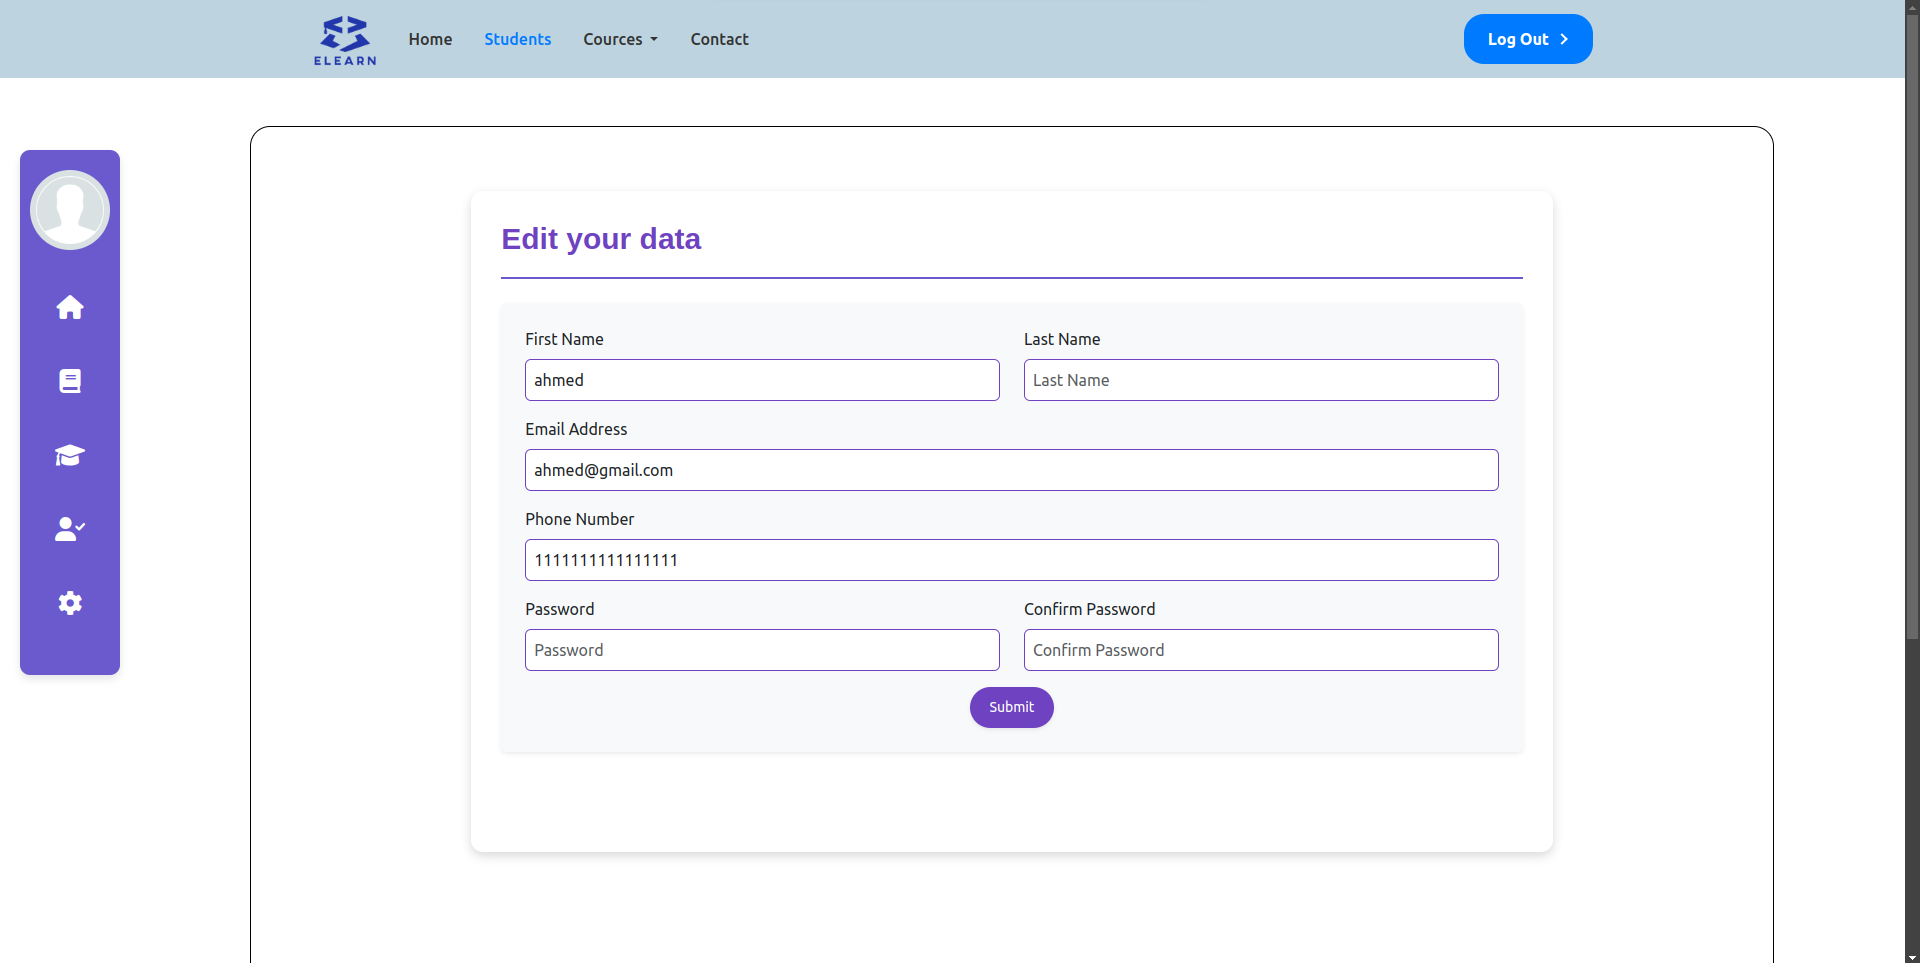 ELEARN
Home Students Cources Contact
Log Out
Edit your data
First Name Last Name
ahmed Last Name
Email Address
ahmed@gmail.com
Phone Number
1111111111111111
Password Confirm Password
Password Confirm Password
Submit